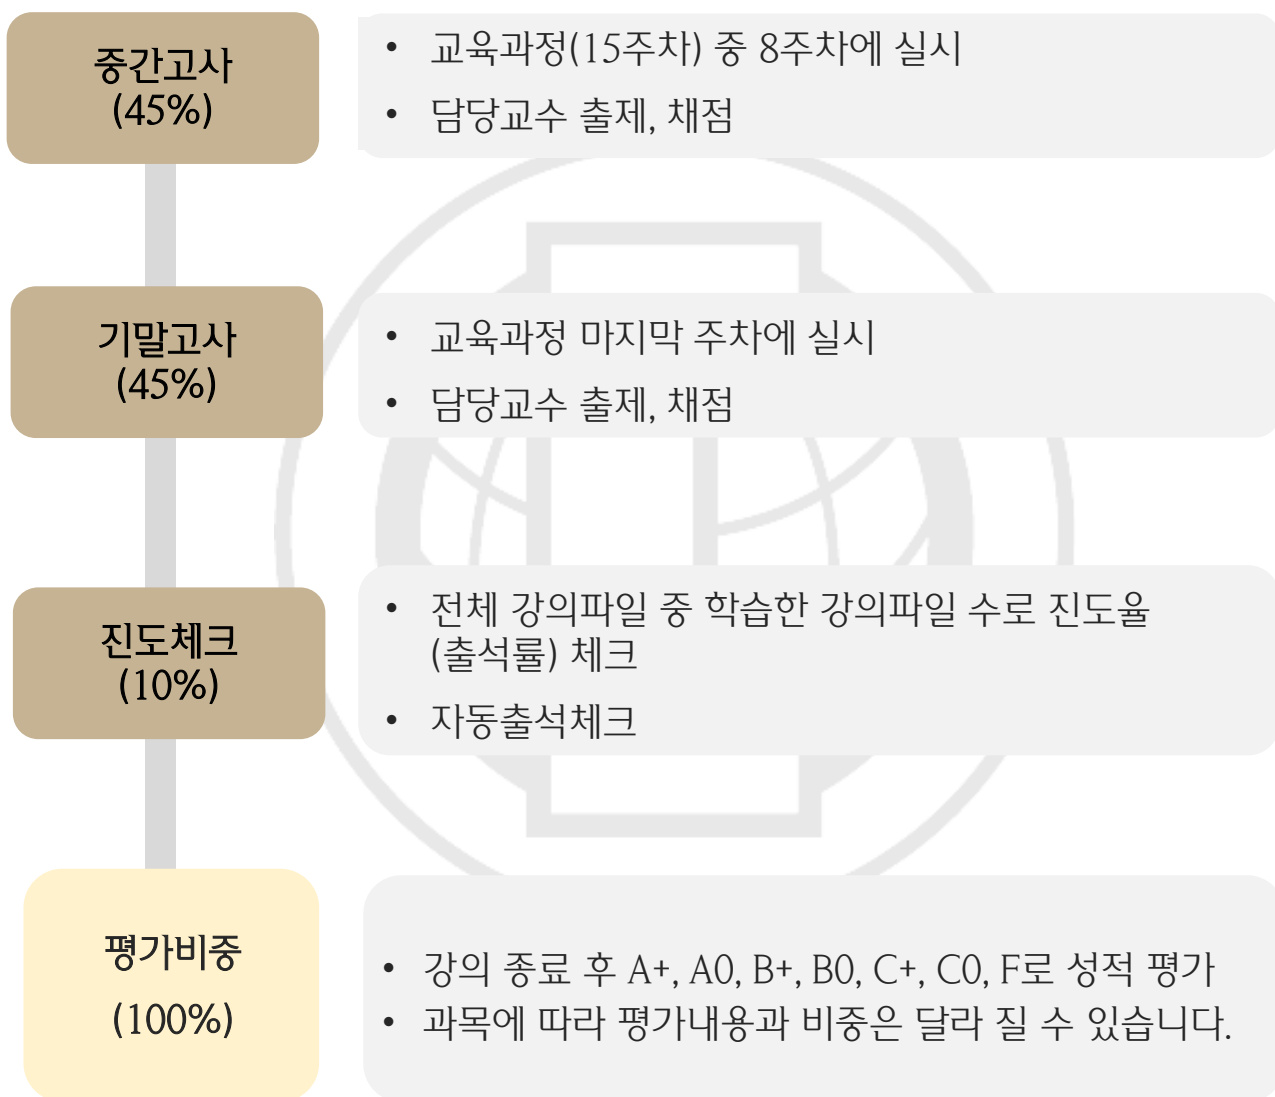 중간고사
(45%)
• 교육과정(15주차) 중 8주차에 실시
• 담당교수 출제, 채점
기말고사
(45%)
• 교육과정 마지막 주차에 실시
• 담당교수 출제, 채점
진도체크
(10%)
• 전체 강의파일 중 학습한 강의파일 수로 진도율
(출석률) 체크
• 자동출석체크
평가비중
(100%)
• 강의 종료 후 A+, A0, B+, B0, C+, C0, F로 성적 평가
• 과목에 따라 평가내용과 비중은 달라 질 수 있습니다.